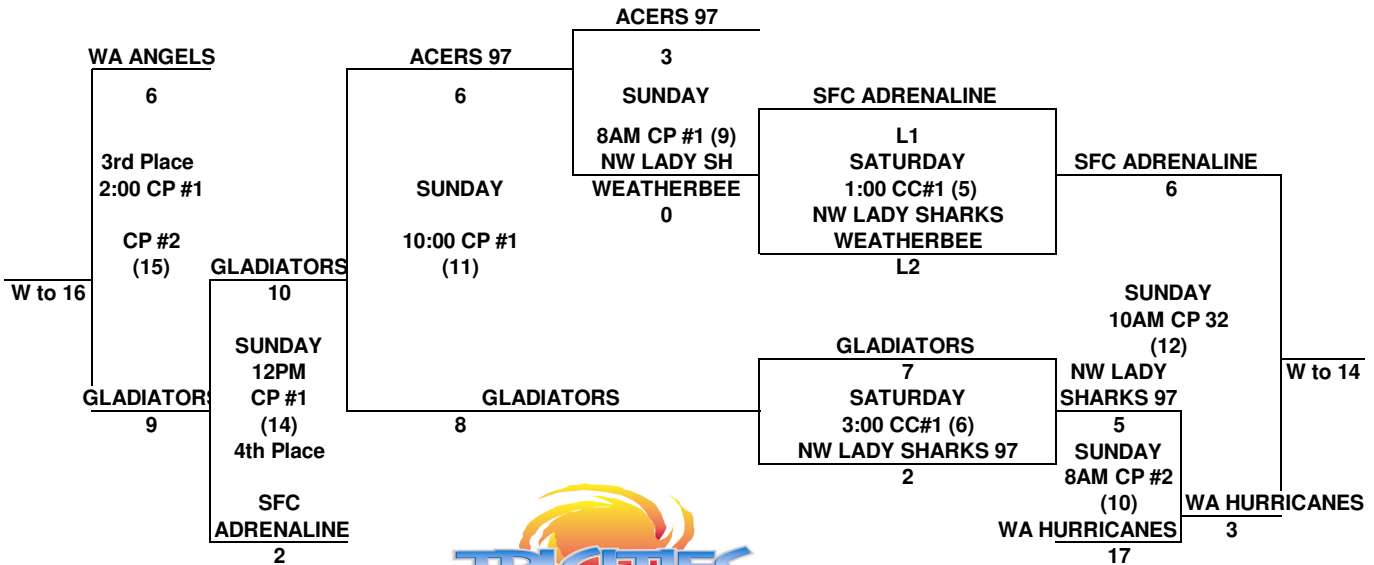 ACERS 97
WA ANGELS
ACERS 97
3
6
6
SUNDAY
SFC ADRENALINE
8AM CP #1 (9)
L1
3rd Place
NW LADY SH
SATURDAY
SFC ADRENALINE
2:00 CP #1
SUNDAY
WEATHERBEE
1:00 CC#1 (5)
6
0
NW LADY SHARKS
CP #2
10:00 CP #1
WEATHERBEE
(15)
GLADIATORS
(11)
L2
W to 16
10
SUNDAY
10AM CP 32
SUNDAY
GLADIATORS
(12)
12PM
7
NW LADY
W to 14
GLADIATORS
CP #1
GLADIATORS
SATURDAY
SHARKS 97
9
(14)
8
3:00 CC#1 (6)
5
4th Place
NW LADY SHARKS 97
SUNDAY
2
8AM CP #2
SFC
(10)
WA HURRICANES
ADRENALINE
WA HURRICANES
3
2
TRICITIES
17